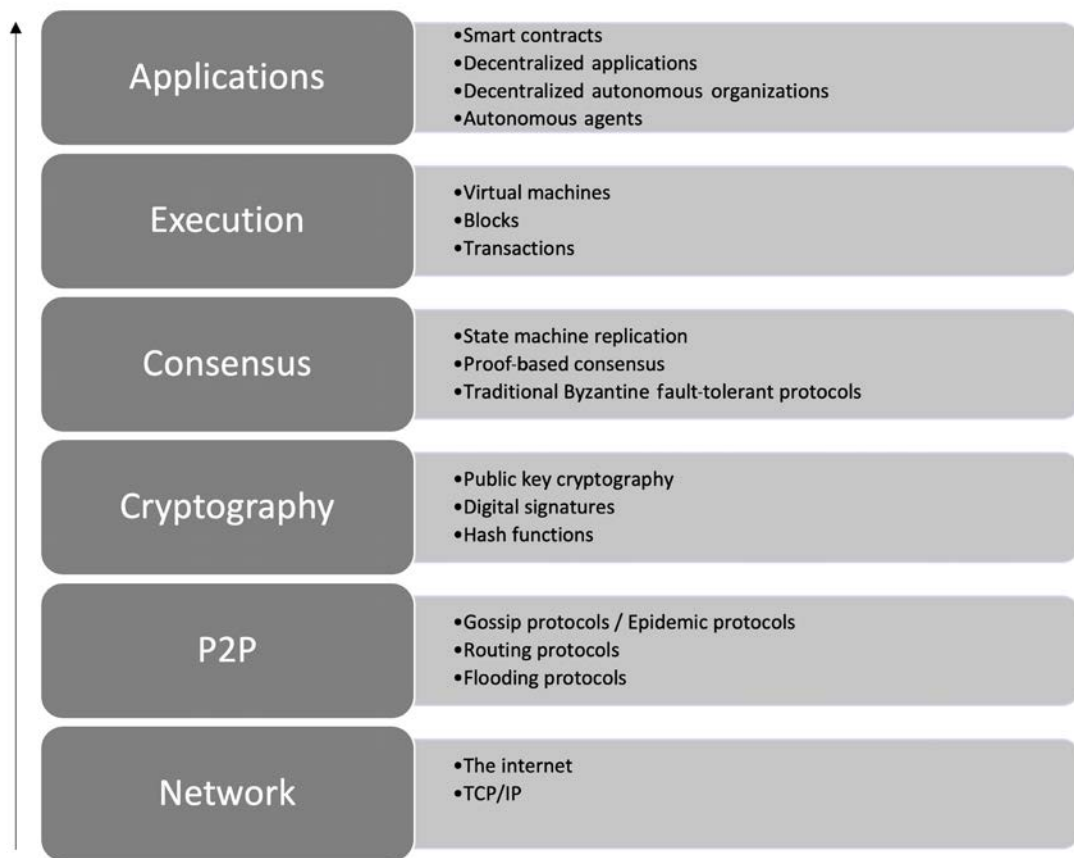 Applications
•Smart contracts
•Decentralized applications
•Decentralized autonomous organizations
•Autonomous agents
Execution
•Virtual machines
•Blocks
•Transactions
Consensus
•State machine replication
•Proof-based consensus
•Traditional Byzantine fault-tolerant protocols
Cryptography
•Public key cryptography
•Digital signatures
•Hash functions
P2P
•Gossip protocols / Epidemic protocols
•Routing protocols
•Flooding protocols
Network
•The internet
•TCP/IP